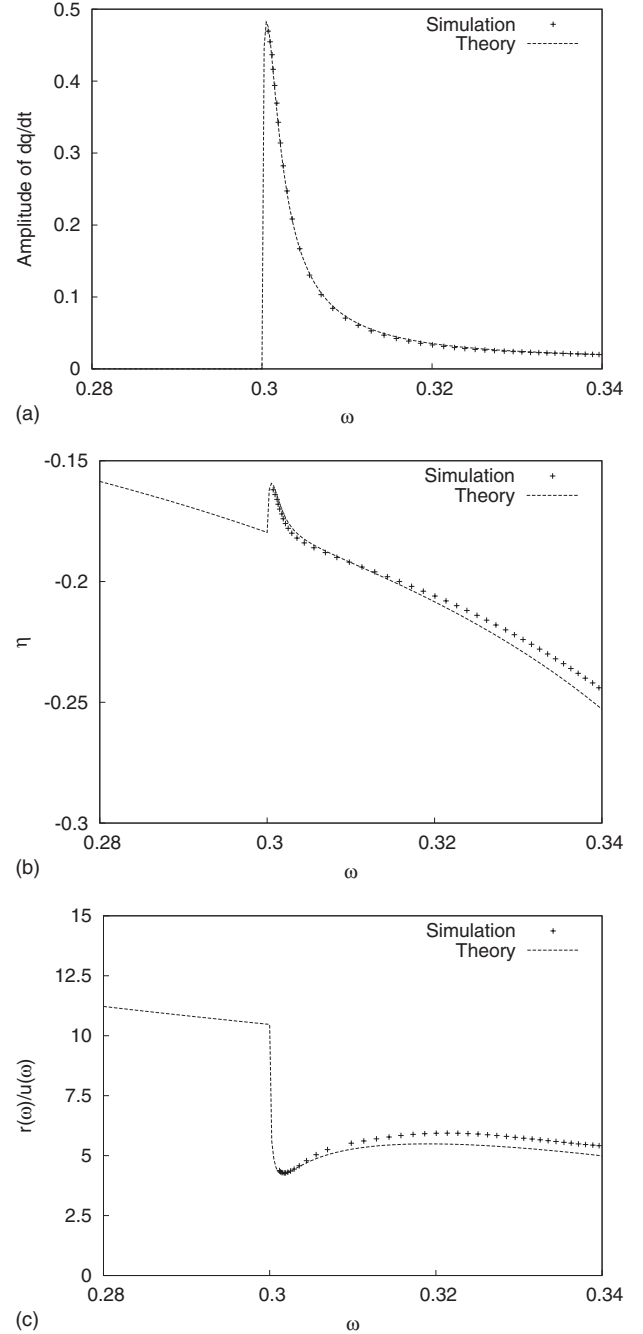 0.5
Simulation
Theory
0.4
0.3
0.2
0.1
0
Amplitude of dq/dt
0.28 0.3 0.32 0.34
(a)
ω
-0.15
Simulation
Theory
-0.2
-0.25
-0.3
η
0.28 0.3 0.32 0.34
(b)
ω
15
Simulation
Theory
12.5
10
7.5
5
2.5
0
r(ω)/u(ω)
0.28 0.3 0.32 0.34
(c)
ω